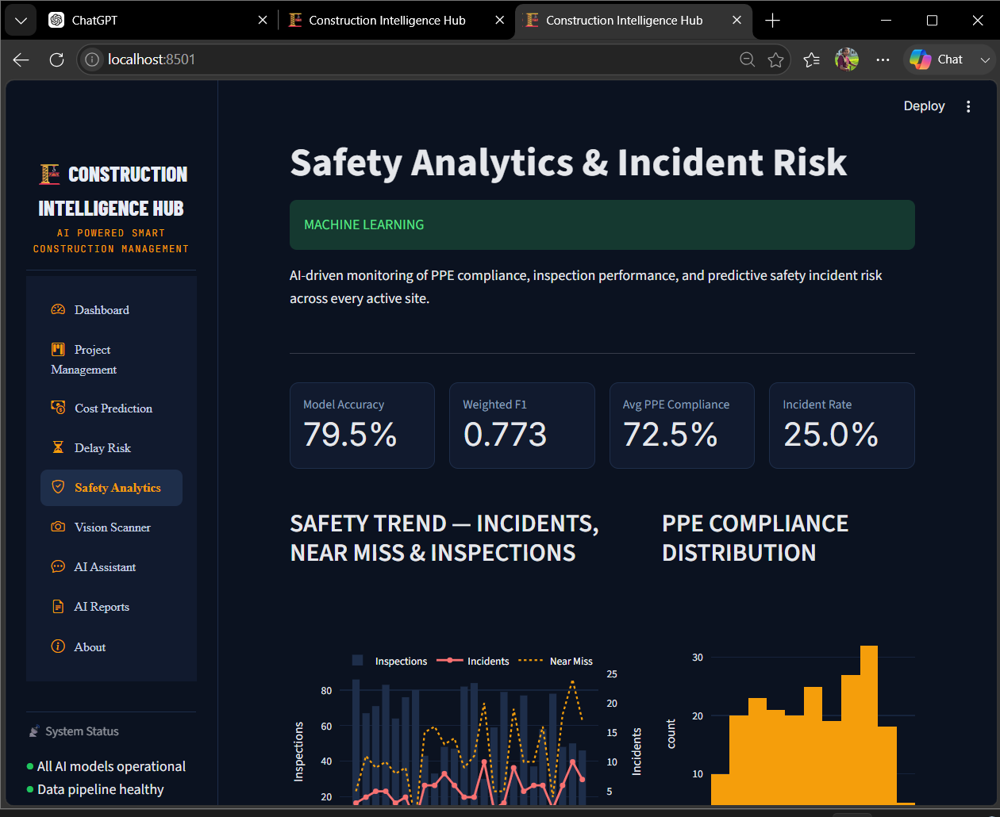 ChatGPT
Construction Intelligence Hub
Construction Intelligence Hub
localhost:8501
Chat
Deploy
CONSTRUCTION
INTELLIGENCE HUB
AI POWERED SMART
CONSTRUCTION MANAGEMENT
Dashboard
Project
Management
Cost Prediction
Delay Risk
Safety Analytics
Vision Scanner
AI Assistant
AI Reports
About
System Status
All AI models operational
Data pipeline healthy
Safety Analytics & Incident Risk
MACHINE LEARNING
AI-driven monitoring of PPE compliance, inspection performance, and predictive safety incident risk
across every active site.
Model Accuracy
79.5%
Weighted F1
0.773
Avg PPE Compliance
72.5%
Incident Rate
25.0%
SAFETY TREND — INCIDENTS,
NEAR MISS & INSPECTIONS
Inspections
Incidents
Near Miss
80
60
40
20
Inspections
25
20
15
10
5
Incidents
PPE COMPLIANCE
DISTRIBUTION
30
20
10
count